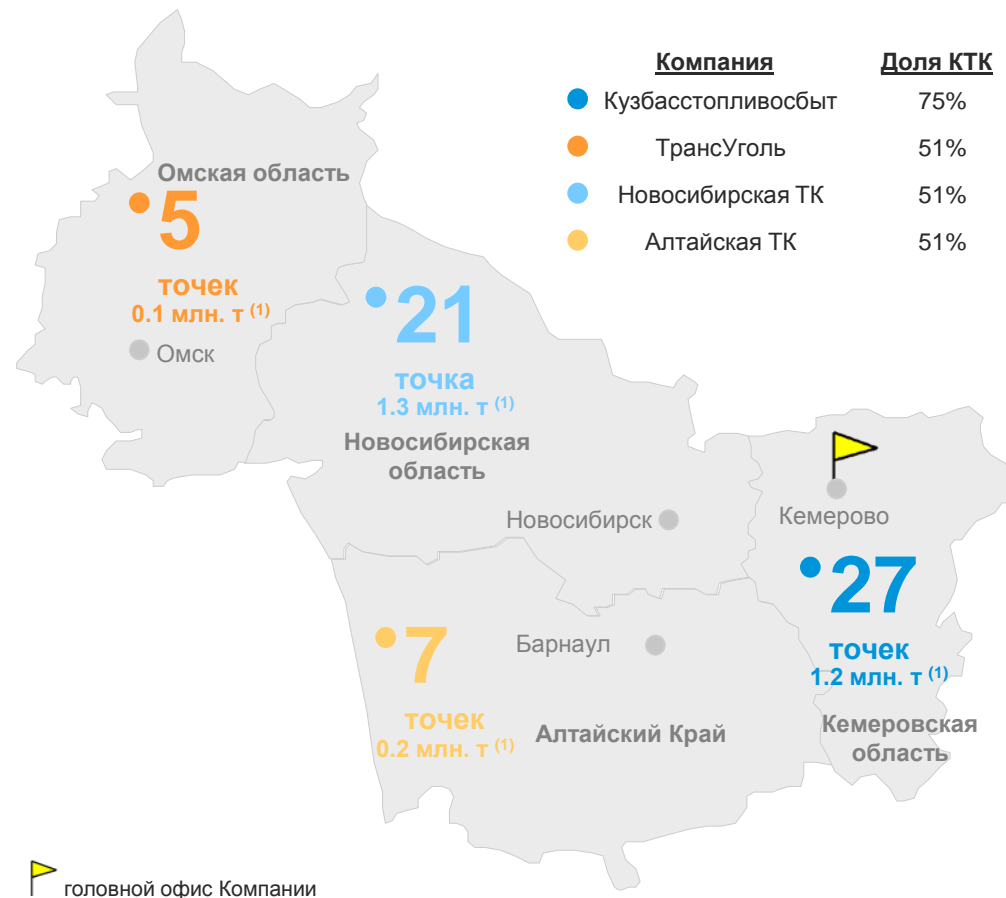 Компания Доля КТК
Кузбасстопливосбыт 75%
ТрансУголь 51%
Новосибирская ТК 51%
Алтайская ТК 51%
Омская область
5
точек
0.1 млн. т (1)
Омск
21
точка
1.3 млн. т (1)
Новосибирская
область
Новосибирск
Кемерово
27
точек
1.2 млн. т (1)
Кемеровская
область
7
точек
0.2 млн. т (1)
Барнаул
Алтайский Край
головной офис Компании